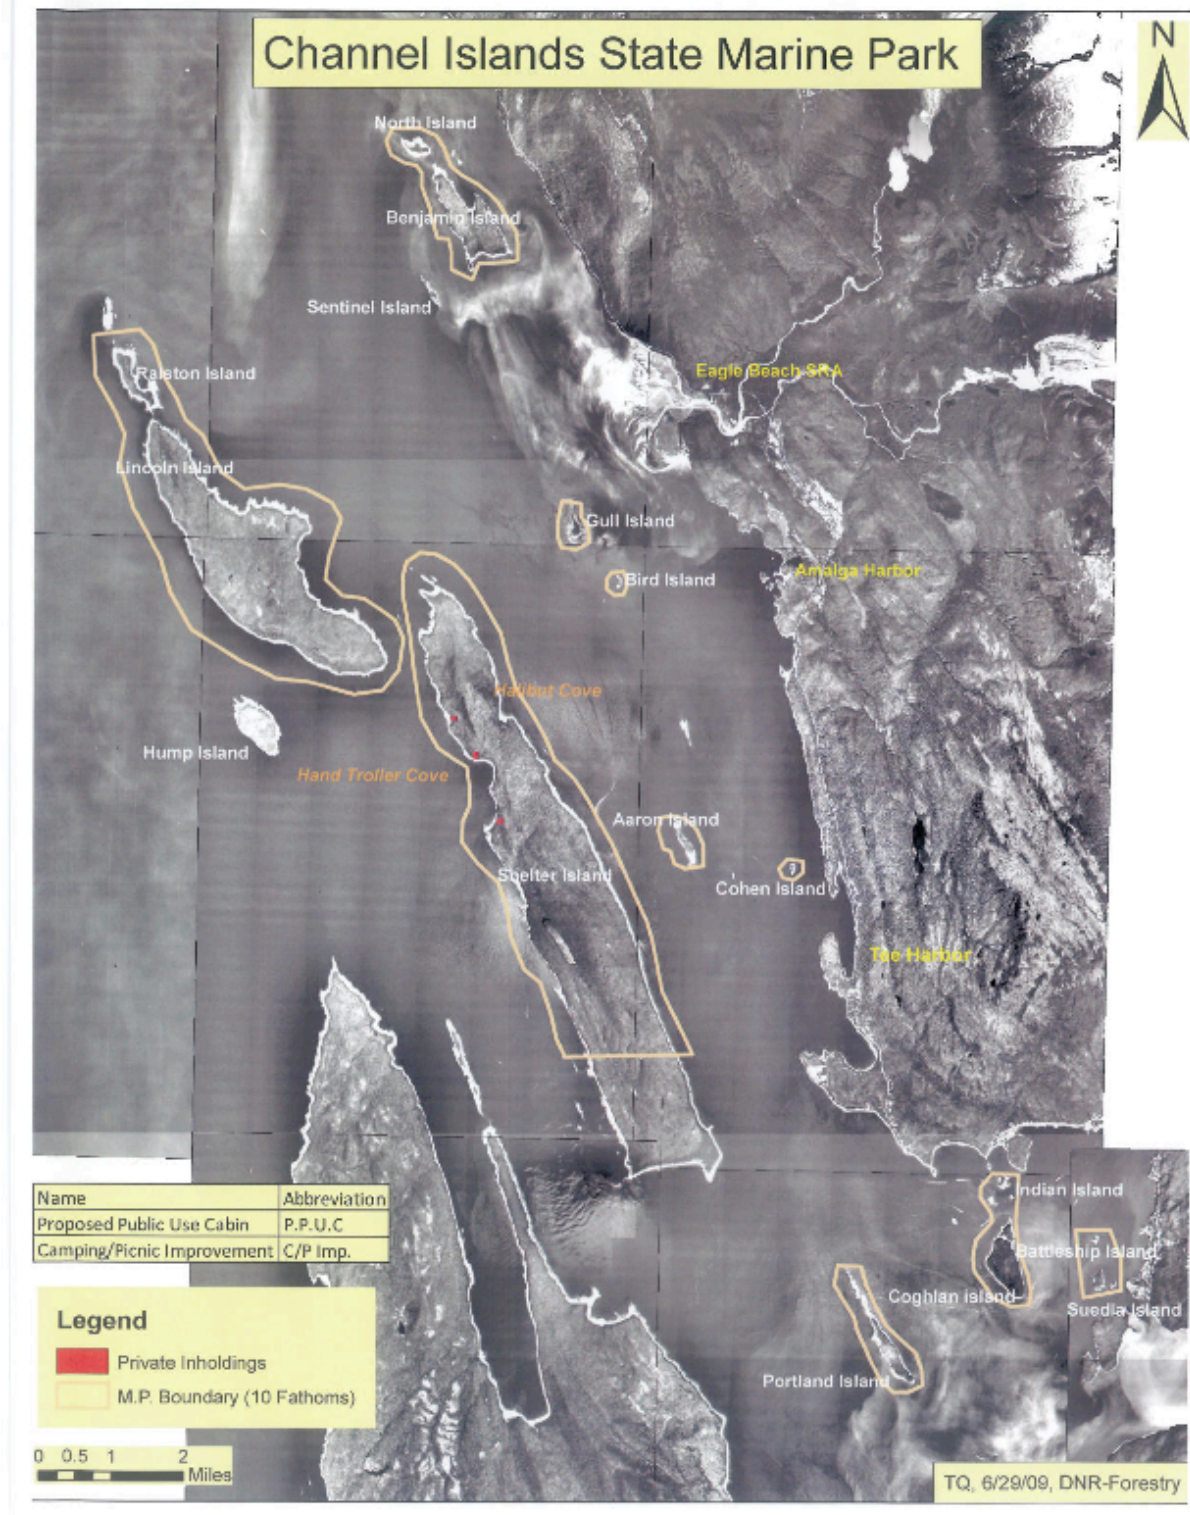 Channel Islands State Marine Park
N
North Island
Benjamin Island
Sentinel Island
Ralston Island
Eagle Beach SRA
Lincoln Island
Gull Island
Amalga Harbor
Bird Island
Halibut Cove
Hump Island
Hand Troller Cove
Aaron Island
Shelter Island
Cohen Island
Tee Harbor
Indian Island
Name Abbreviation
Proposed Public Use Cabin P.P.U.C
Camping/Picnic Improvement C/P Imp.
Battleship Island
Coghlan island
Suedla Island
Portland Island
Legend
Private Inholdings
M.P. Boundary (10 Fathoms)
0 0.5 1 2
Miles
TQ, 6/29/09, DNR-Forestry